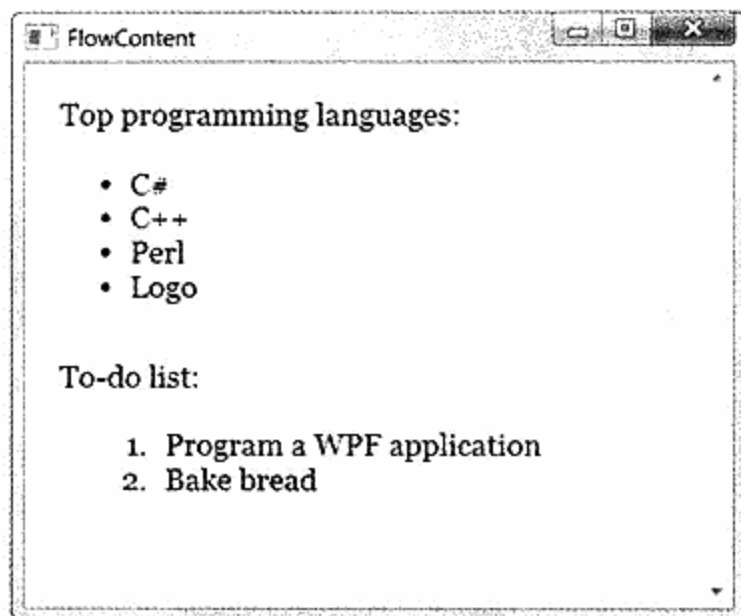 FlowContent
Top programming languages:
• C#
• C++
• Perl
• Logo
To-do list:
1. Program a WPF application
2. Bake bread